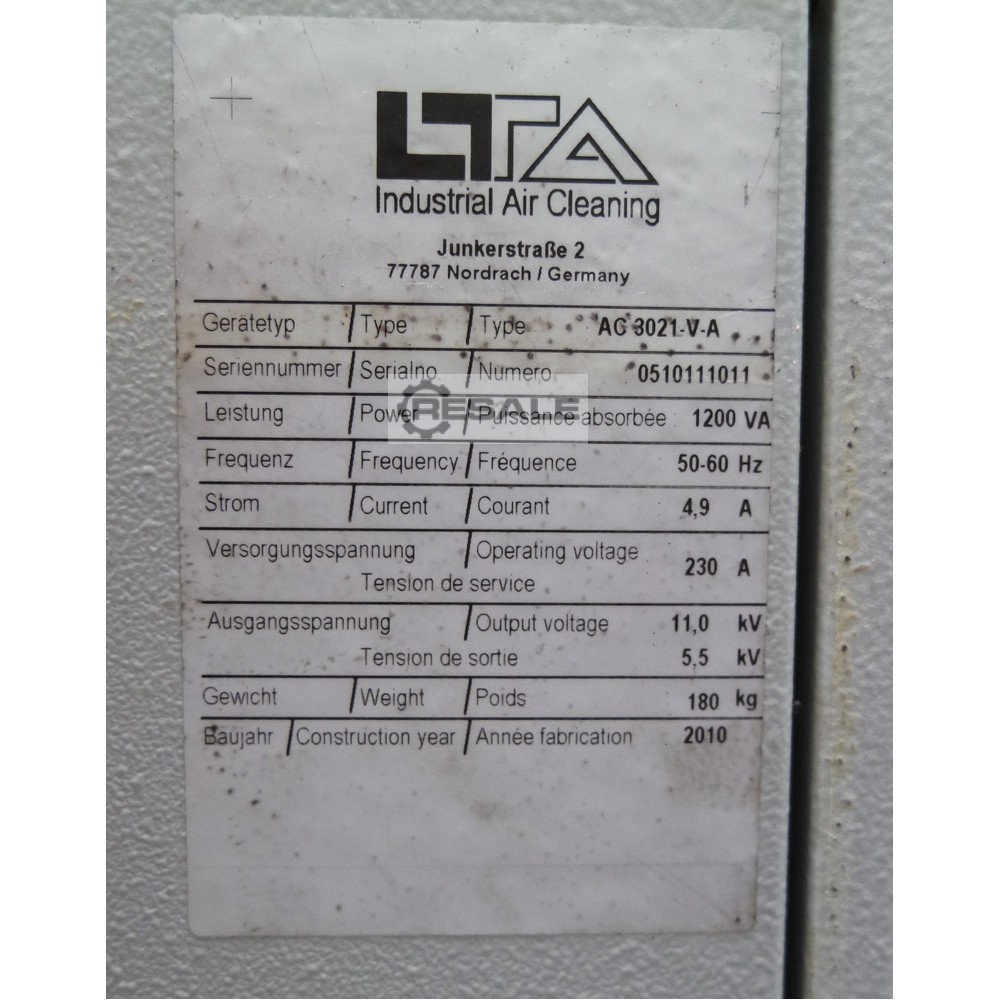 LTA
Industrial Air Cleaning
Junkerstraße 2
77787 Nordrach / Germany
Gerätetyp / Type / Type AC 3021-V-A
Seriennummer / Serialno. / Numero. 0510111011
RESALE
Leistung / Power / Puissance absorbée 1200 VA
Frequenz / Frequency / Fréquence 50-60 Hz
Strom / Current / Courant 4,9 A
Versorgungsspannung / Operating voltage 230 A
Tension de service
Ausgangsspannung / Output voltage 11,0 kV
Tension de sortie 5,5 kV
Gewicht / Weight / Poids 180 kg
Baujahr / Construction year / Année fabrication 2010